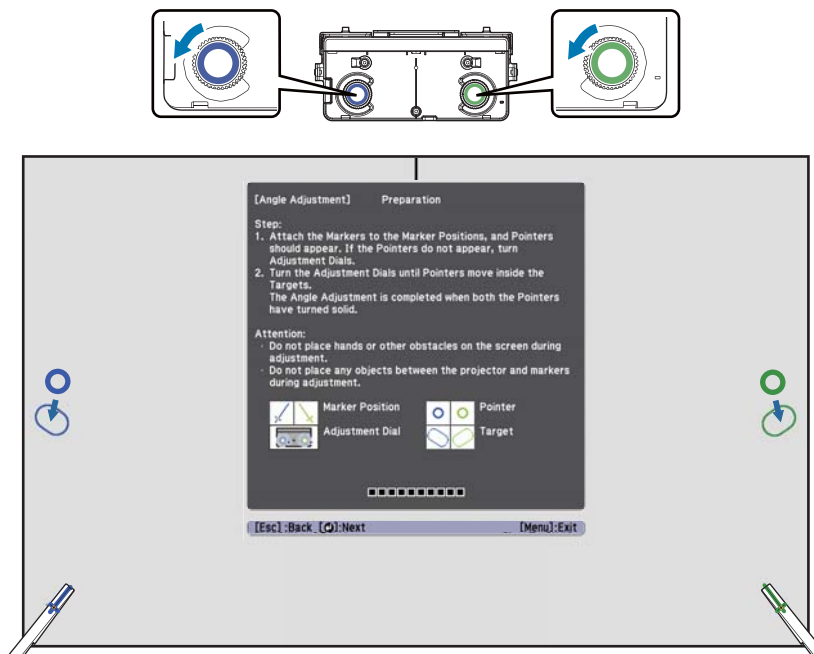 [Angle Adjustment] Preparation
Step:
1. Attach the Markers to the Marker Positions, and Pointers
should appear. If the Pointers do not appear, turn
Adjustment Dials.
2. Turn the Adjustment Dials until Pointers move inside the
Targets.
The Angle Adjustment is completed when both the Pointers
have turned solid.
Attention:
· Do not place hands or other obstacles on the screen during
adjustment.
· Do not place any objects between the projector and markers
during adjustment.
Marker Position
Pointer
Adjustment Dial
Target
[Esc]:Back [⏎]:Next [Menu]:Exit